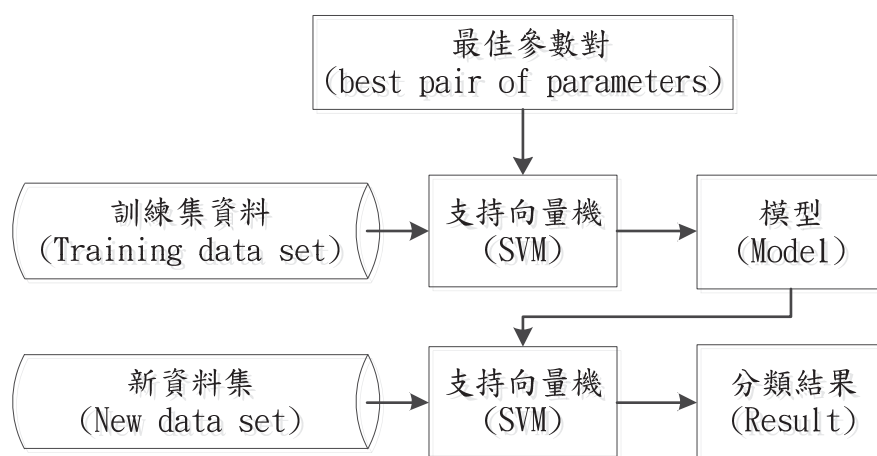 最佳參數對
(best pair of parameters)
訓練集資料
(Training data set)
支持向量機
(SVM)
模型
(Model)
新資料集
(New data set)
支持向量機
(SVM)
分類結果
(Result)